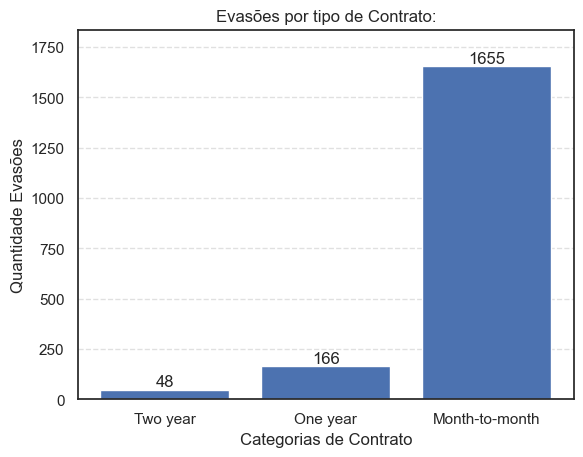 Evasões por tipo de Contrato:
Quantidade Evasões
1750
1500
1250
1000
750
500
250
0
48
166
1655
Two year
One year
Month-to-month
Categorias de Contrato